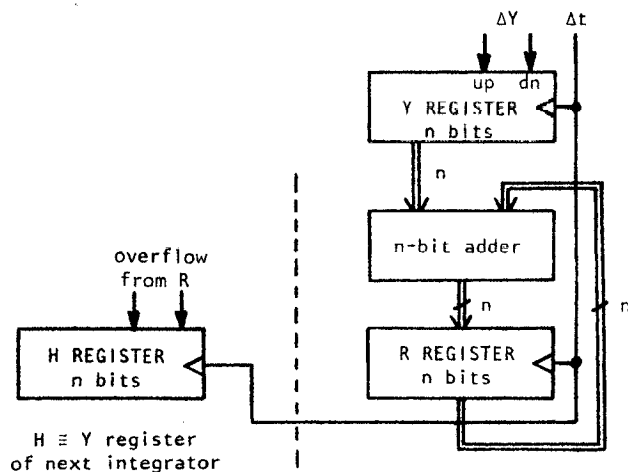 ΔY
Δt
up
dn
Y REGISTER
n bits
n
n-bit adder
n
n
R REGISTER
n bits
overflow
from R
H REGISTER
n bits
H ≡ Y register
of next integrator